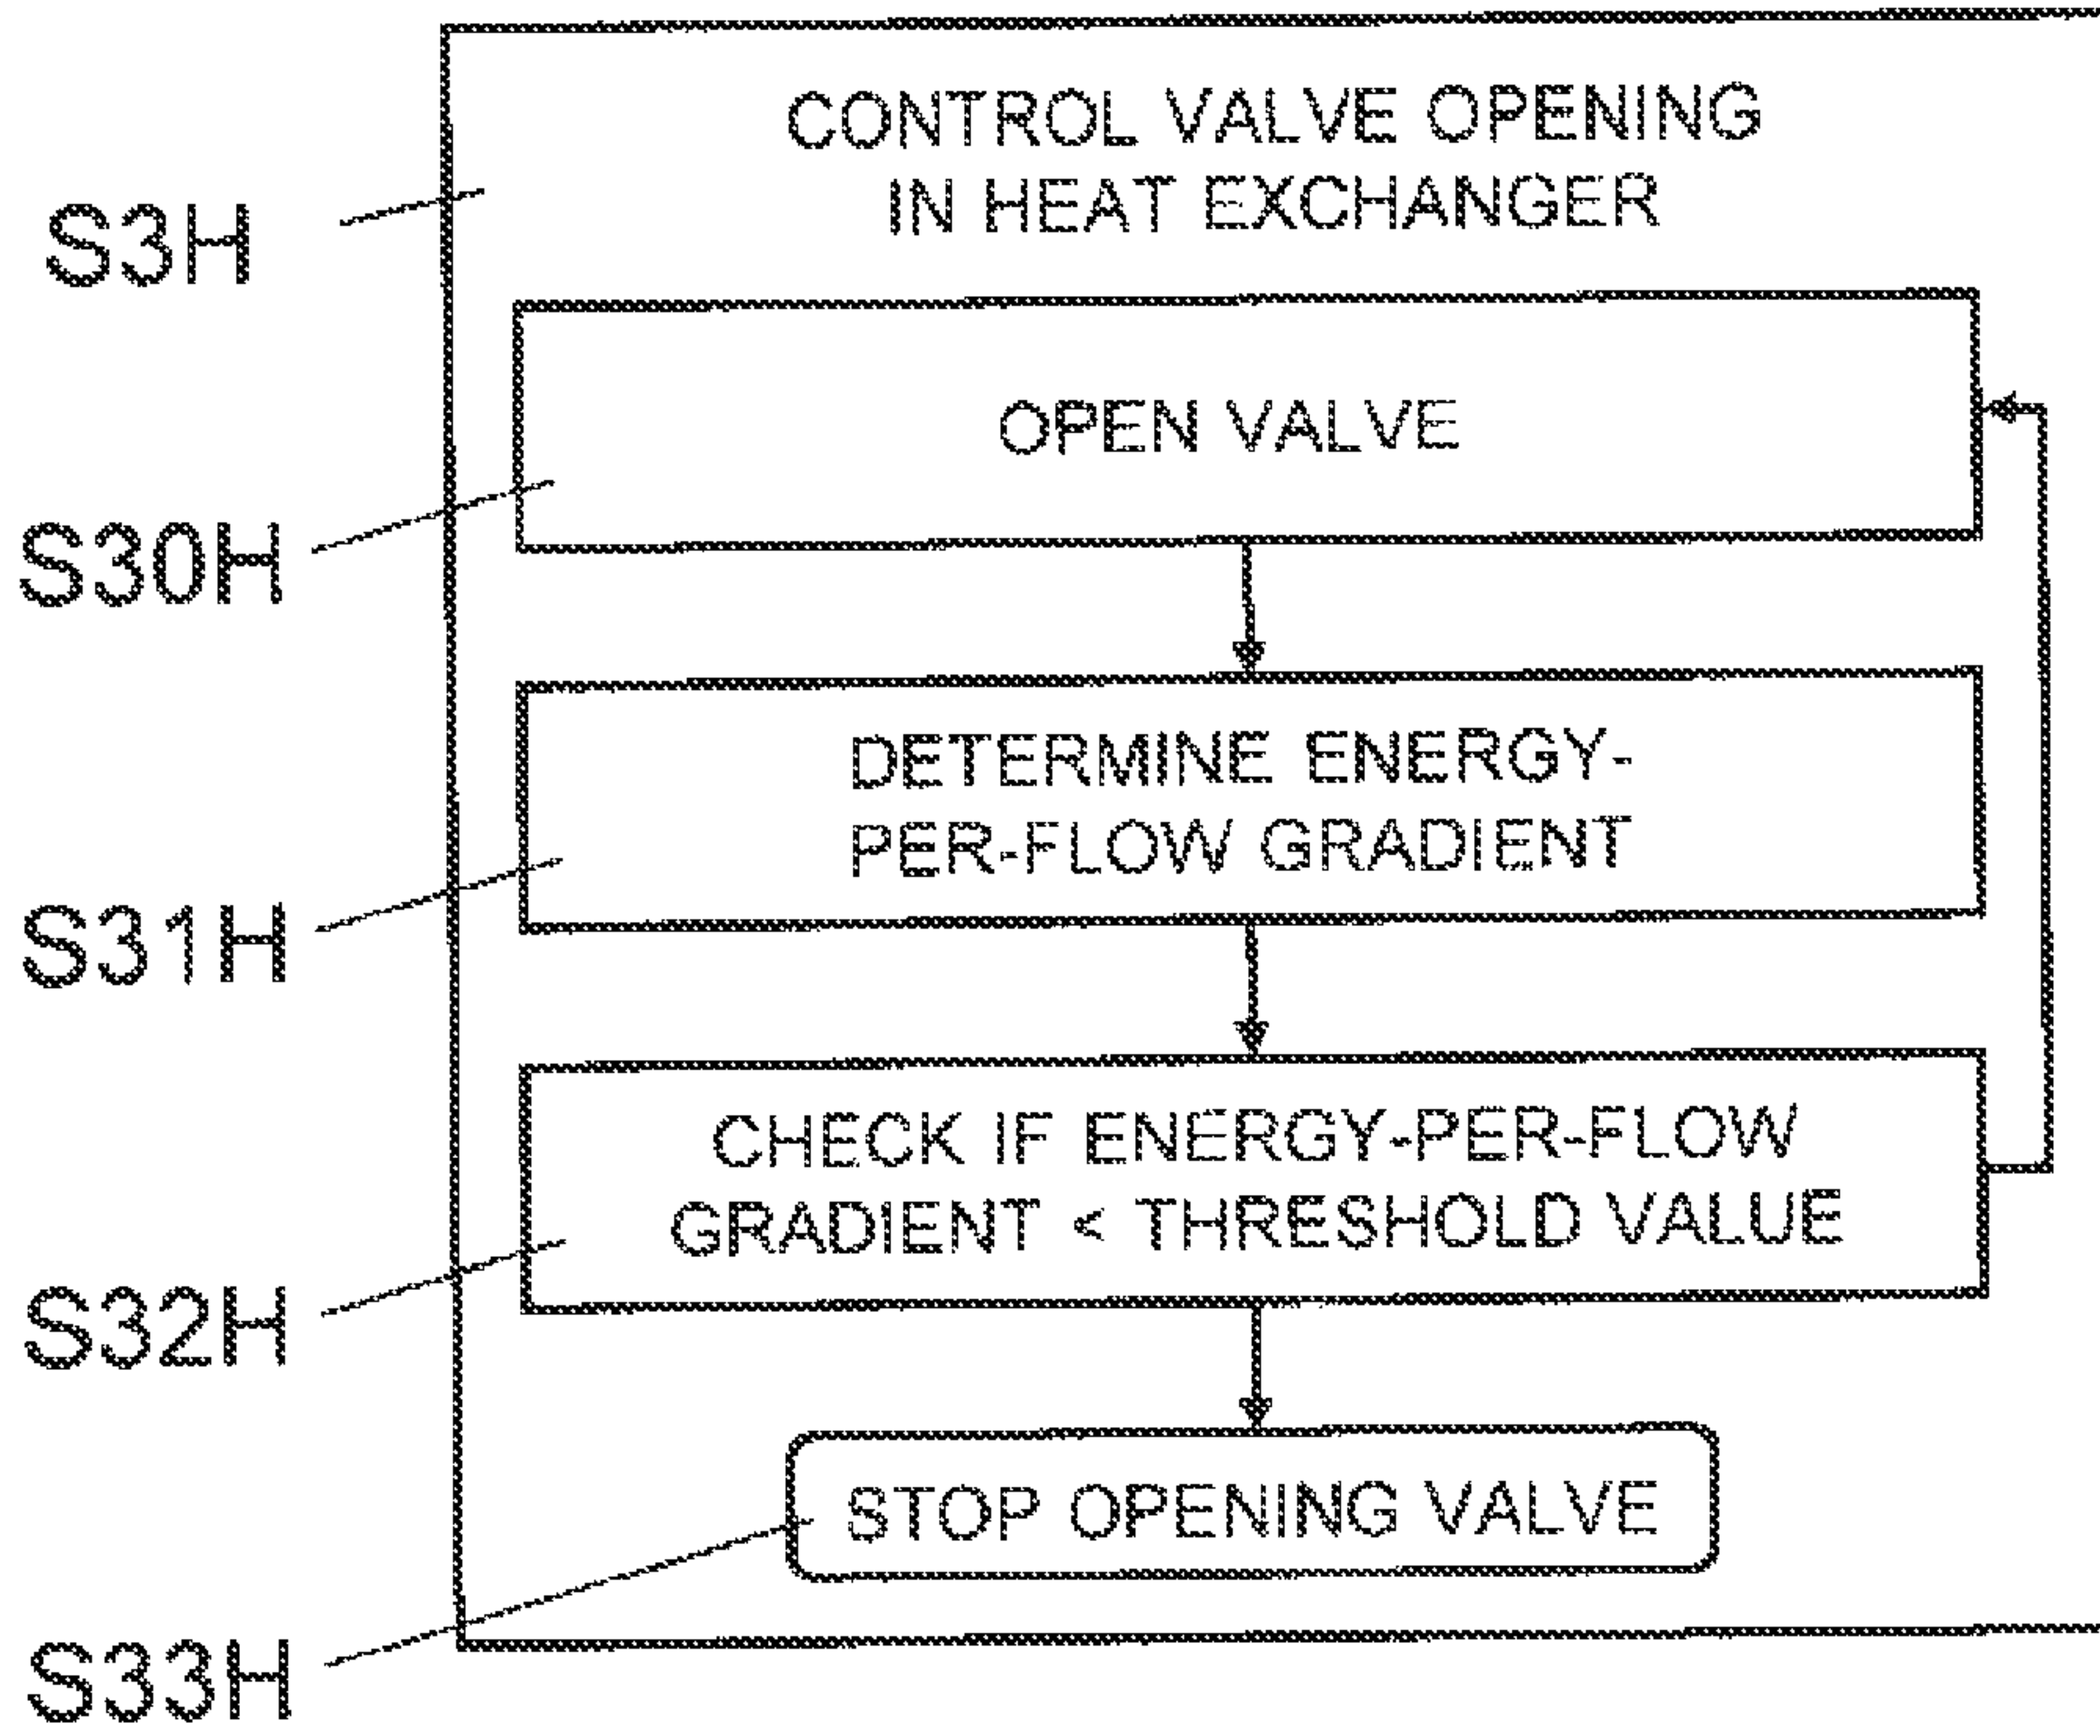 CONTROL VALVE OPENING
IN HEAT EXCHANGER
S3H
OPEN VALVE
S30H
DETERMINE ENERGY-
PER-FLOW GRADIENT
S31H
CHECK IF ENERGY-PER-FLOW
GRADIENT < THRESHOLD VALUE
S32H
STOP OPENING VALVE
S33H